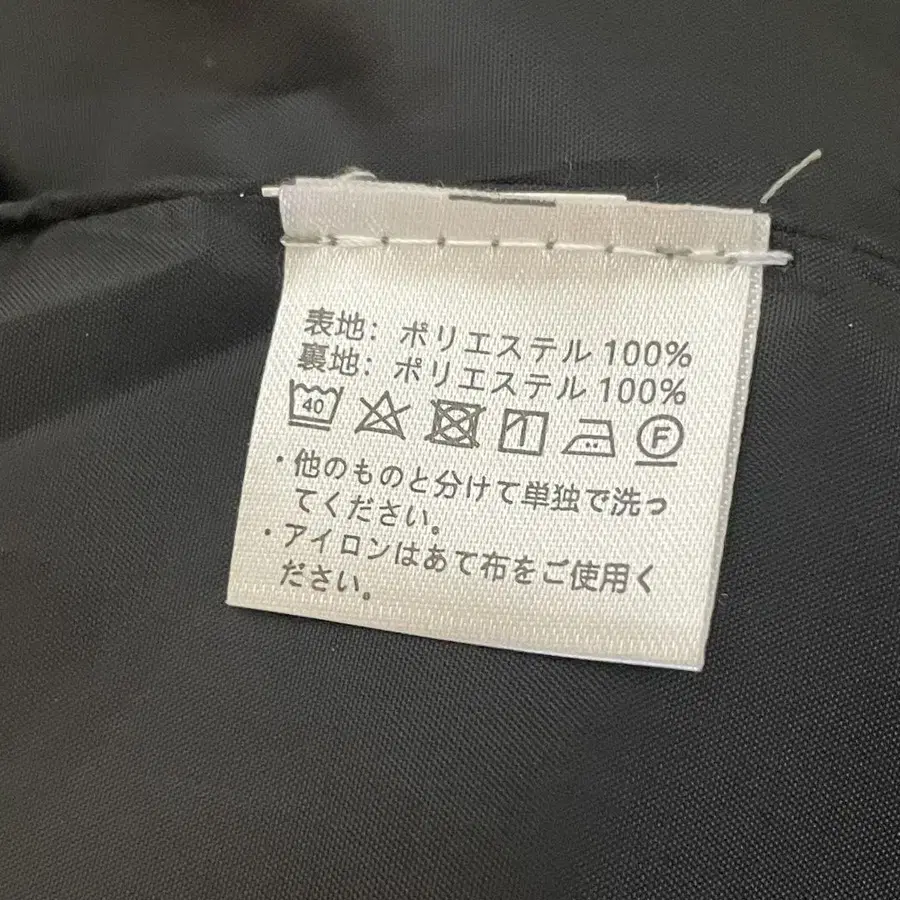 表地: ポリエステル 100%
裏地: ポリエステル 100%
40 F
・他のものと分けて単独で洗っ
てください。
・アイロンはあて布をご使用く
ださい。